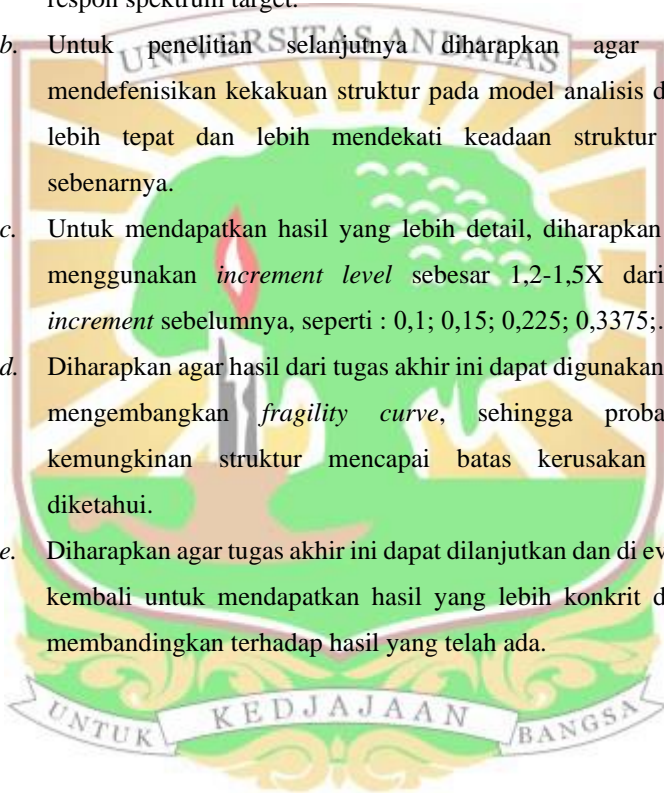 respon spektrum target.
UNIVERSITAS ANDALAS
b. Untuk penelitian selanjutnya diharapkan agar
mendefenisikan kekakuan struktur pada model analisis d
lebih tepat dan lebih mendekati keadaan struktur
sebenarnya.
c. Untuk mendapatkan hasil yang lebih detail, diharapkan
menggunakan increment level sebesar 1,2-1,5X dari
increment sebelumnya, seperti : 0,1; 0,15; 0,225; 0,3375;.
d. Diharapkan agar hasil dari tugas akhir ini dapat digunakan
mengembangkan fragility curve, sehingga proba
kemungkinan struktur mencapai batas kerusakan
diketahui.
e. Diharapkan agar tugas akhir ini dapat dilanjutkan dan di ev
kembali untuk mendapatkan hasil yang lebih konkrit d
membandingkan terhadap hasil yang telah ada.
UNTUK KEDJAJAAN BANGSA